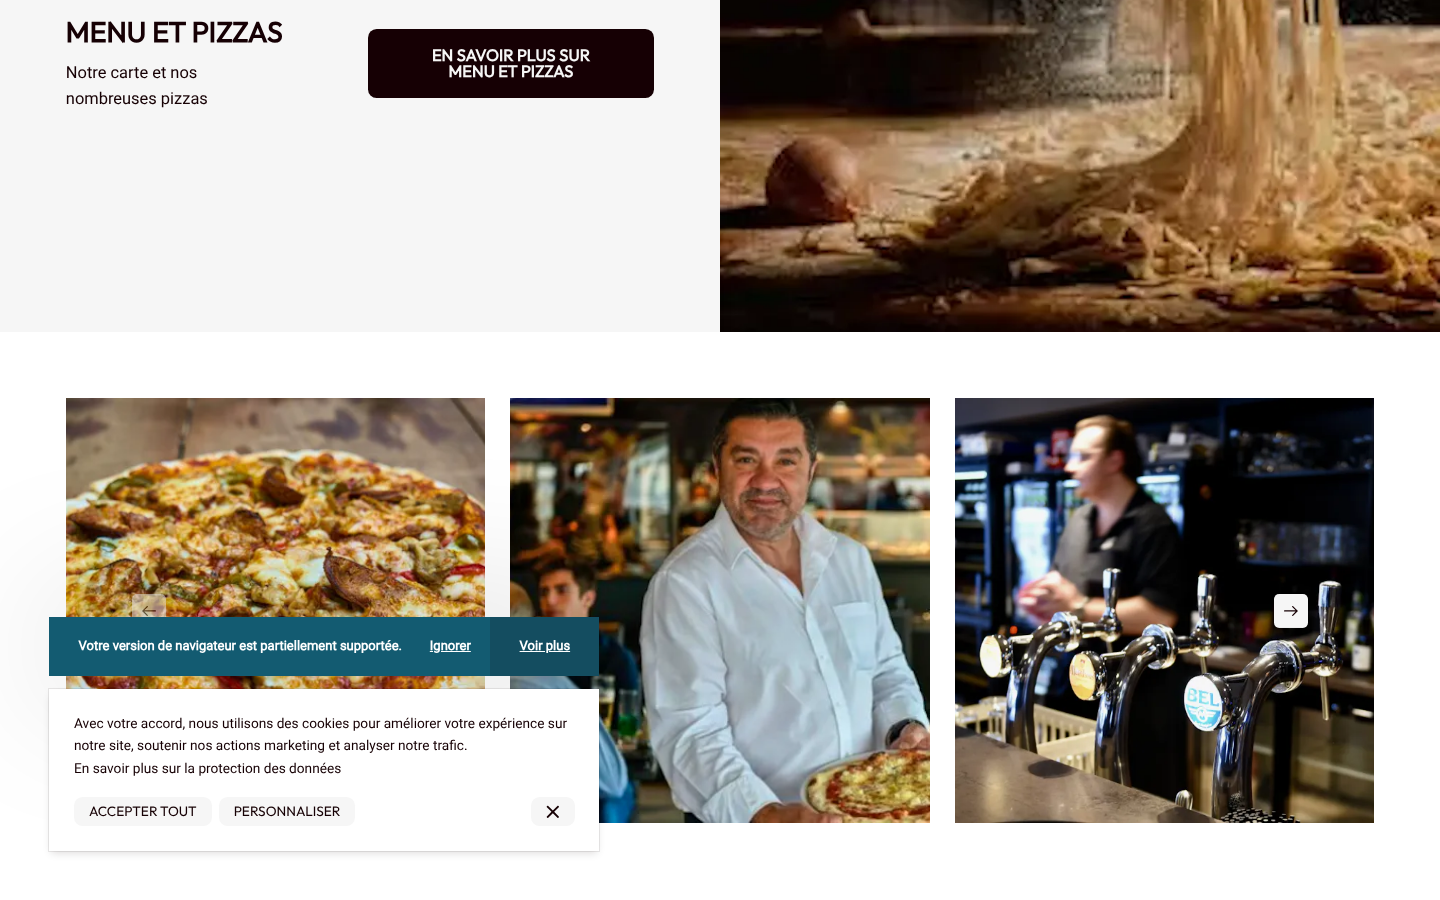 MENU ET PIZZAS
Notre carte et nos
nombreuses pizzas
EN SAVOIR PLUS SUR
MENU ET PIZZAS
BEL
Votre version de navigateur est partiellement supportée.
Ignorer
Voir plus
Avec votre accord, nous utilisons des cookies pour améliorer votre expérience sur
notre site, soutenir nos actions marketing et analyser notre trafic.
En savoir plus sur la protection des données
ACCEPTER TOUT
PERSONNALISER